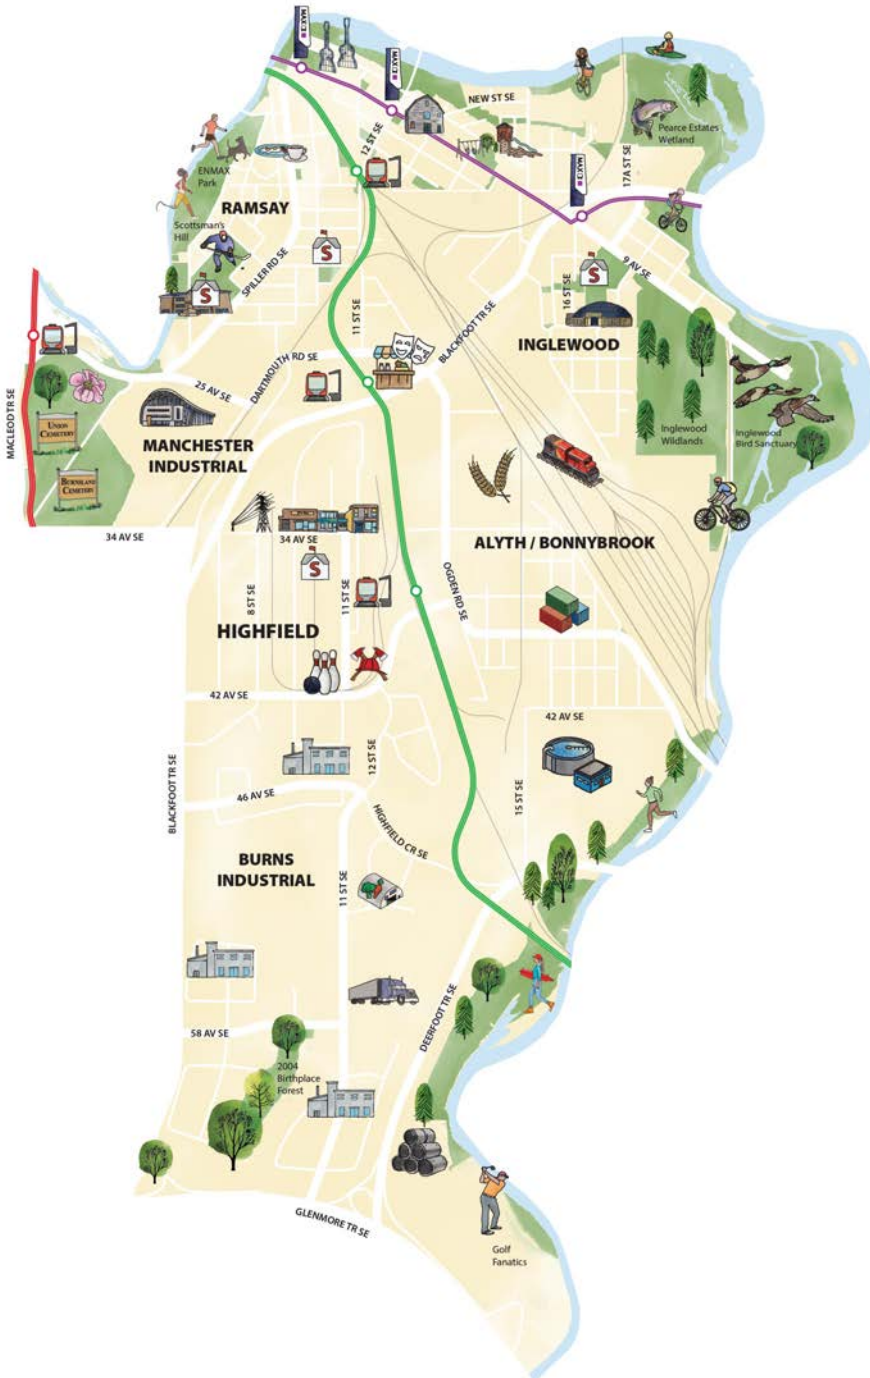 MAX
MAX
NEW ST SE
12 ST SE
Pearce Estates
Wetland
ENMAX
Park
MAX
17A ST SE
RAMSAY
Scottsman's
Hill
S
SPILLER RD SE
S
9 AV SE
S
16 ST SE
11 ST SE
BLACKFOOT TR SE
INGLEWOOD
DARTMOUTH RD SE
25 AV SE
MACLEOD TR SE
UNION
CEMETERY
MANCHESTER
INDUSTRIAL
Inglewood
Wildlands
Inglewood
Bird Sanctuary
BURNSLAND
CEMETERY
34 AV SE
34 AV SE
ALYTH / BONNYBROOK
S
8 ST SE
11 ST SE
OGDEN RD SE
HIGHFIELD
42 AV SE
42 AV SE
12 ST SE
BLACKFOOT TR SE
46 AV SE
15 ST SE
HIGHFIELD CR SE
BURNS
INDUSTRIAL
11 ST SE
DEERFOOT TR SE
58 AV SE
2004
Birthplace
Forest
GLENMORE TR SE
Golf
Fanatics